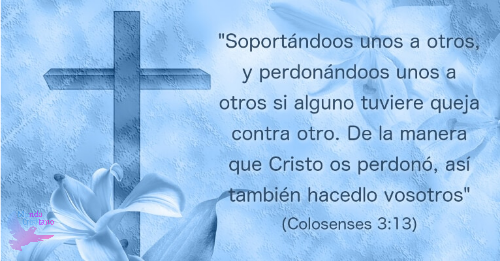 "Soportándoos unos a otros,
y perdonándoos unos a
otros si alguno tuviere queja
contra otro. De la manera
que Cristo os perdonó, así
también hacedlo vosotros"
(Colosenses 3:13)